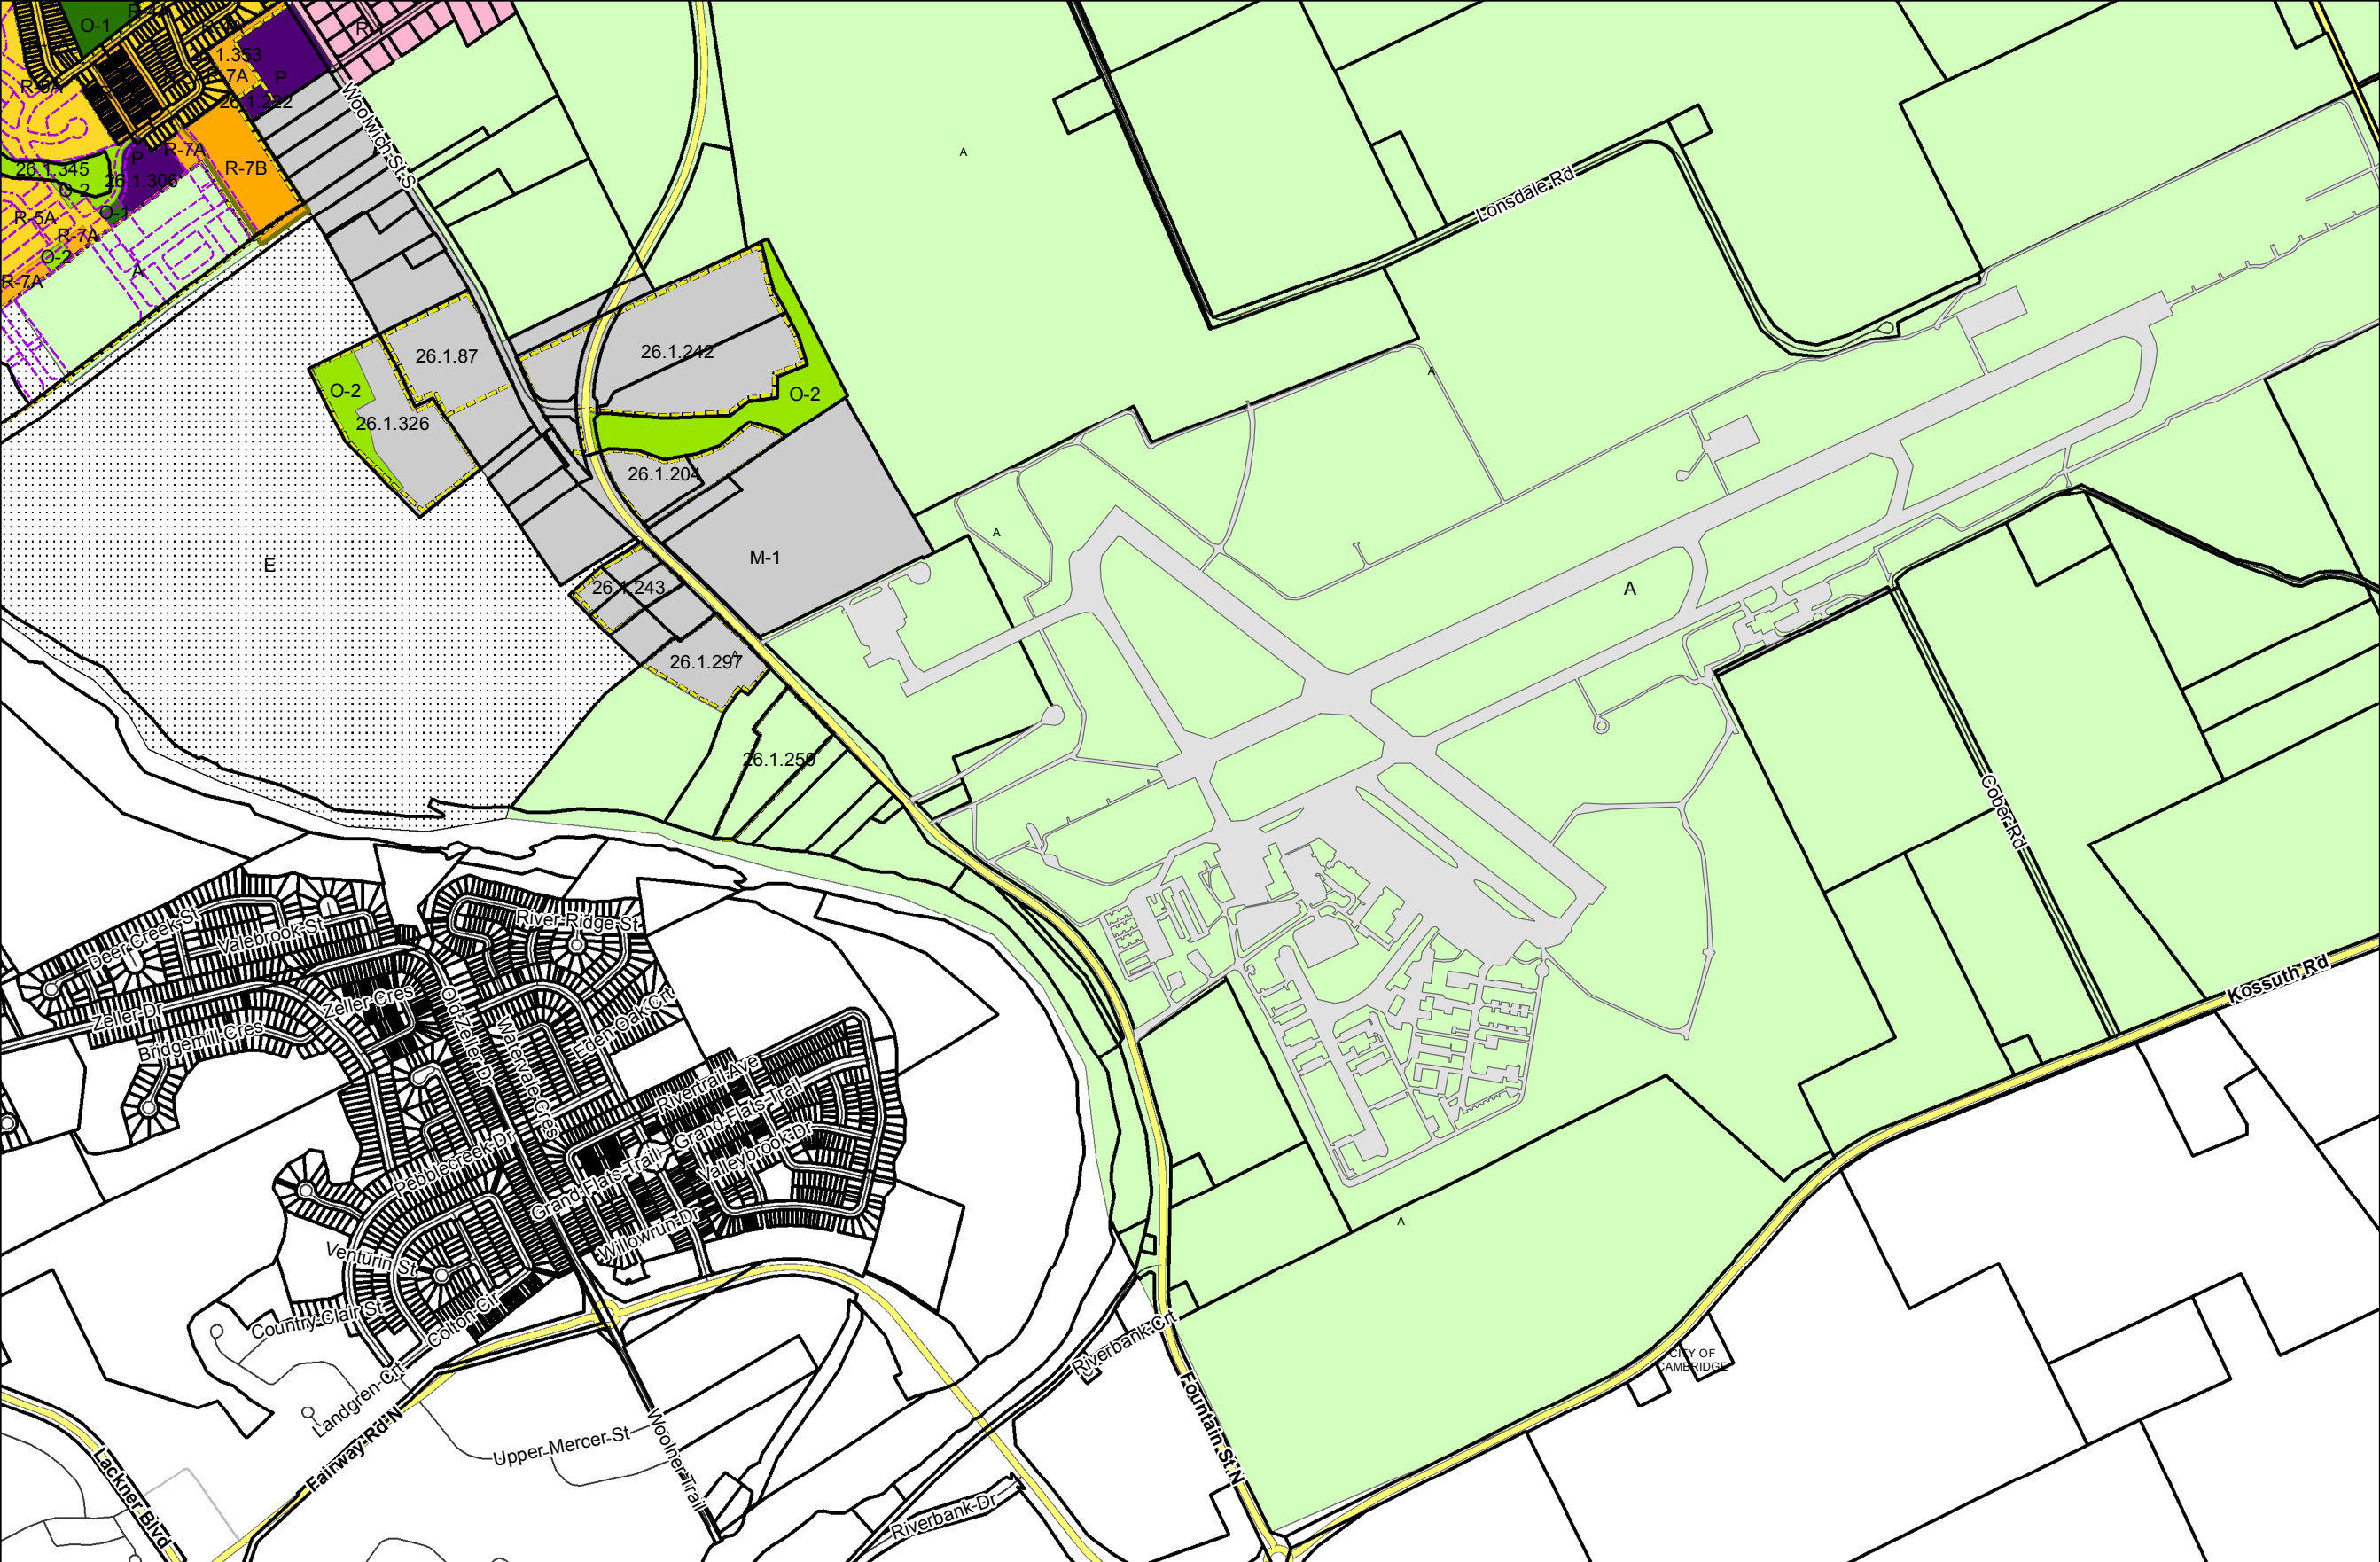 O-1
R-1
1.353
R-7A
P
R-6A
26.1.222
Woolwich St S
A
R-7A
P
26.1.345
R-7B
26.1.306
O-2
Lonsdale Rd
O-1
R-5A
R-7A
O-2
A
R-7A
26.1.242
26.1.87
A
O-2
O-2
26.1.326
26.1.204
A
M-1
E
26.1.243
A
A
26.1.297
26.1.250
Cober Rd
Deer Creek St
River Ridge St
Valebrook St
Kossuth Rd
Zeller Cres
Old Zeller Dr
Eden Oak Crt
Zeller Dr
Bridgemill Cres
Watervale Cres
Rivertrail Ave
Grand Flats Trail
Valleybrook Dr
Pebblecreek Dr
Grand Flats Trail
A
Willowrun Dr
Venturin St
Country Clair St
Colton Cir
Riverbank Crt
CITY OF
CAMBRIDGE
Landgren Crt
Fountain St N
Fairway Rd N
Upper Mercer St
Woolner Trail
Lackner Blvd
Riverbank Dr